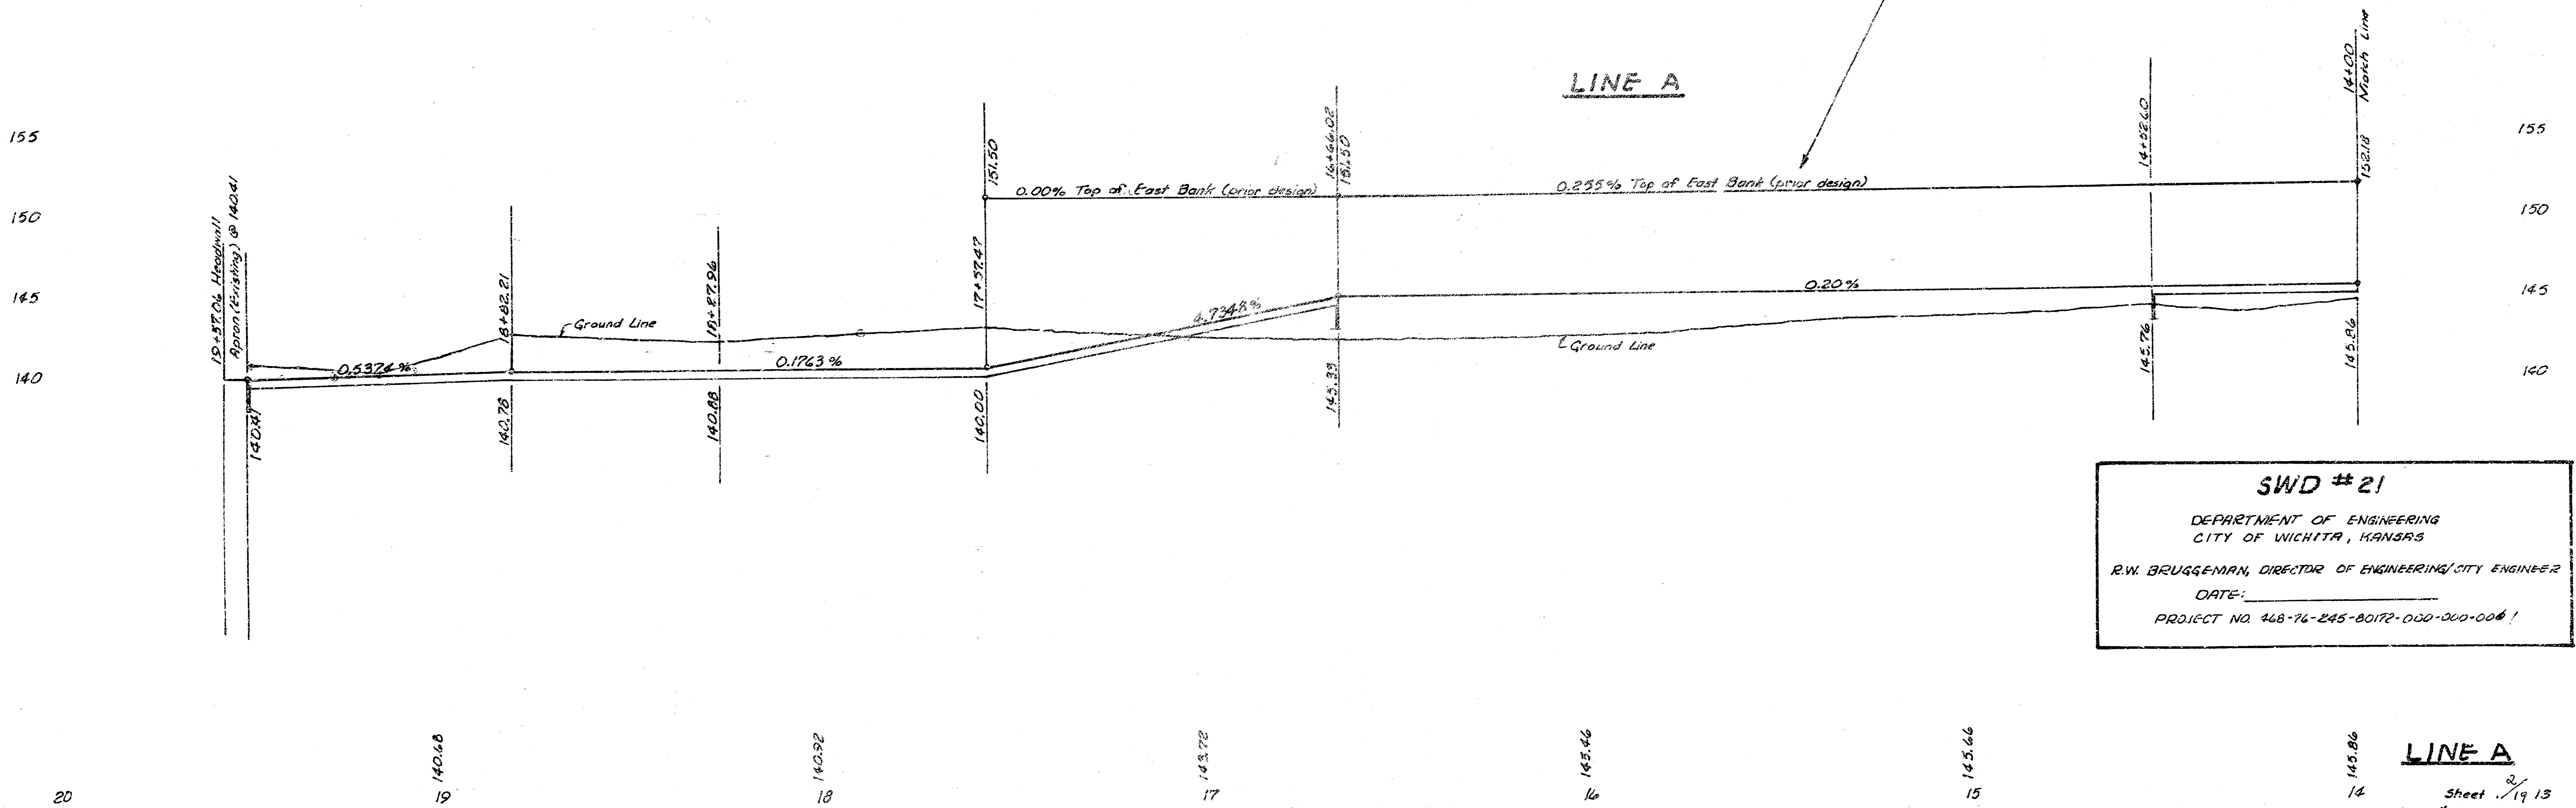 LINE A
155
150
145
140
19+57.06 Headwall
Apron (Existing) @ 140.41
140.41
18+82.21
140.78
18+27.96
140.88
17+57.47
151.50
140.00
16+66.02
151.50
145.33
14+52.60
145.76
14+00
Match Line
152.18
145.86
0.00% Top of East Bank (prior design)
0.255% Top of East Bank (prior design)
Ground Line
0.5374%
0.1763%
4.7348%
0.20%
Ground Line
155
150
145
140
SWD #21
DEPARTMENT OF ENGINEERING
CITY OF WICHITA, KANSAS
R.W. BRUGGEMAN, DIRECTOR OF ENGINEERING/CITY ENGINEER
DATE:
PROJECT NO. 468-76-245-80172-000-000-00
140.68
140.92
143.72
145.46
145.66
145.86
LINE A
20
19
18
17
16
15
14
Sheet 2/13